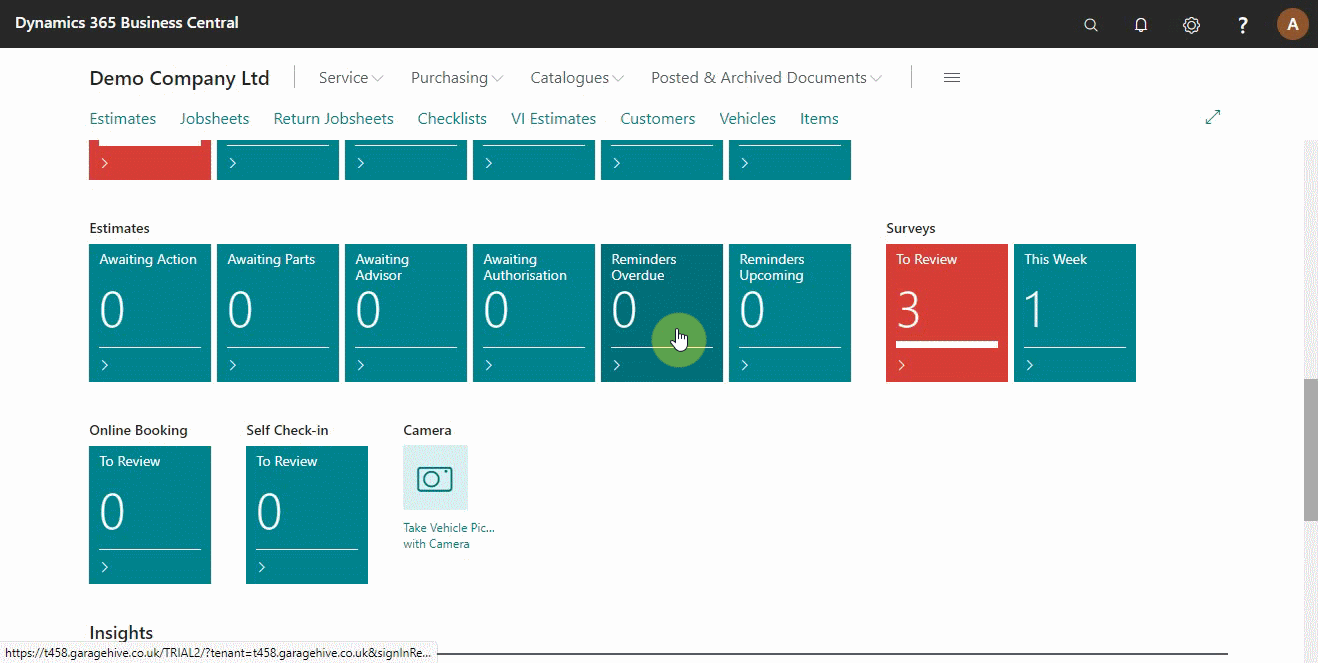 Dynamics 365 Business Central
?
A
Demo Company Ltd
Service
Purchasing
Catalogues
Posted & Archived Documents
Estimates
Jobsheets
Return Jobsheets
Checklists
VI Estimates
Customers
Vehicles
Items
Estimates
Surveys
Awaiting Action
0
Awaiting Parts
0
Awaiting
Advisor
0
Awaiting
Authorisation
0
Reminders
Overdue
0
Reminders
Upcoming
0
To Review
3
This Week
1
Online Booking
To Review
0
Self Check-in
To Review
0
Camera
Take Vehicle Pic...
with Camera
Insights
https://t458.garagehive.co.uk/TRIAL2/?tenant=t458.garagehive.co.uk&signInRe...